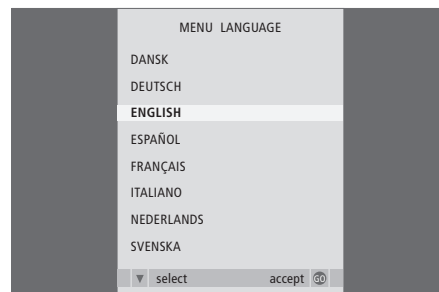 MENU LANGUAGE
DANSK
DEUTSCH
ENGLISH
ESPAÑOL
FRANÇAIS
ITALIANO
NEDERLANDS
SVENSKA
▼ select accept GO